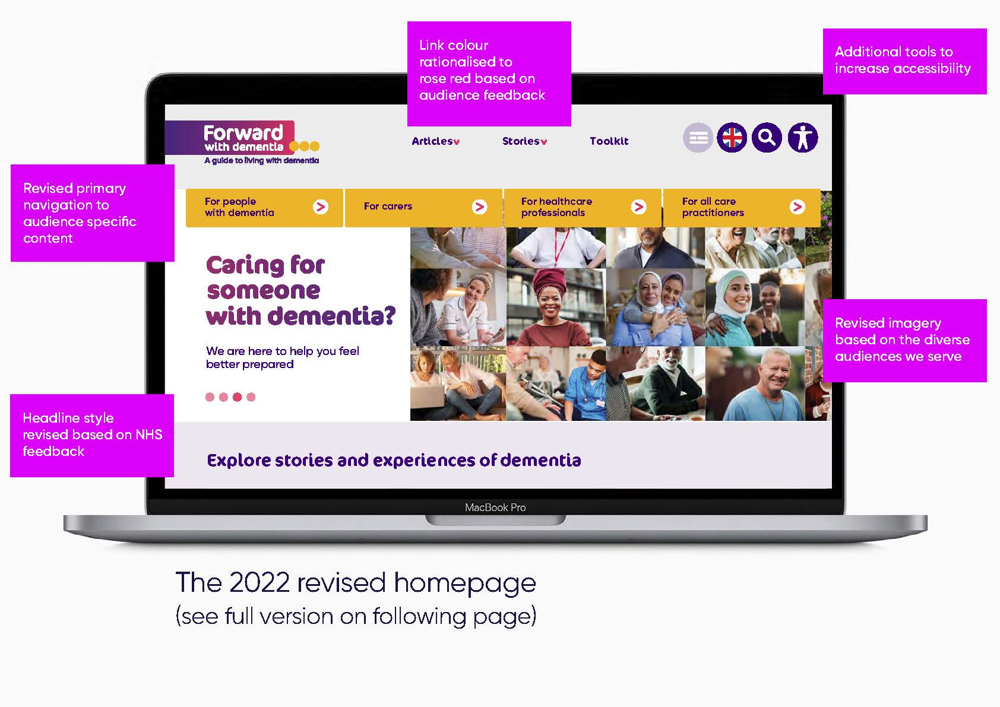 Link colour
rationalised to
rose red based on
audience feedback
Additional tools to
increase accessibility
Forward
with dementia
A guide to living with dementia
Articles
Stories
Toolkit
Revised primary
navigation to
audience specific
content
For people
with dementia
For carers
For healthcare
professionals
For all care
practitioners
Caring for
someone
with dementia?
We are here to help you feel
better prepared
Revised imagery
based on the diverse
audiences we serve
Headline style
revised based on NHS
feedback
Explore stories and experiences of dementia
MacBook Pro
The 2022 revised homepage
(see full version on following page)